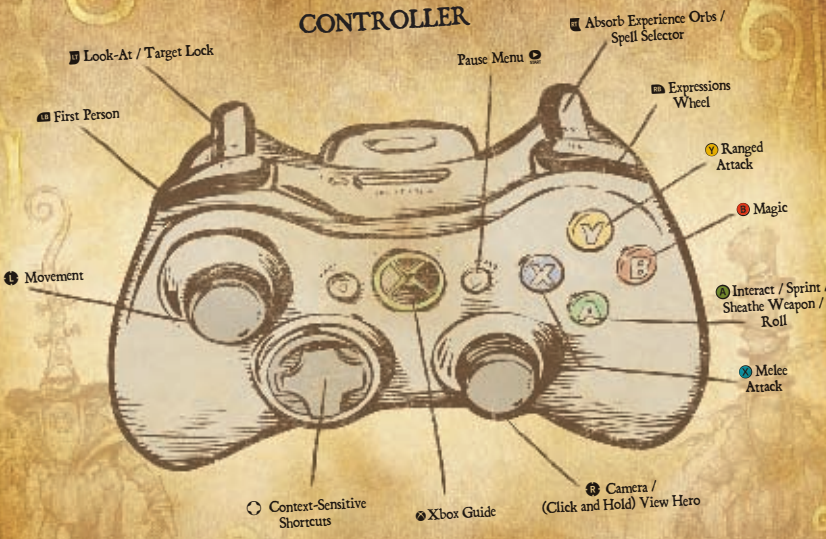 CONTROLLER
RT Absorb Experience Orbs /
Spell Selector
LT Look-At / Target Lock
Pause Menu START
RB Expressions
Wheel
LB First Person
Y Ranged
Attack
B Magic
L Movement
A Interact / Sprint /
Sheathe Weapon /
Roll
X Melee
Attack
R Camera /
(Click and Hold) View Hero
Context-Sensitive
Shortcuts
Xbox Guide
Y
X
B
A